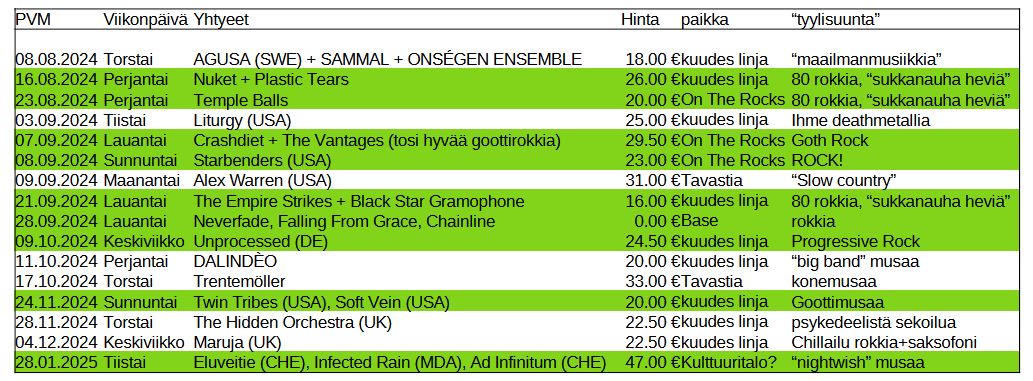 PVM Viikonpäivä Yhtyeet Hinta paikka “tyylisuunta”
08.08.2024 Torstai AGUSA (SWE) + SAMMAL + ONSÉGEN ENSEMBLE 18.00 € kuudes linja “maailmanmusiikkia”
16.08.2024 Perjantai Nuket + Plastic Tears 26.00 € kuudes linja 80 rokkia, “sukkanauha heviä”
23.08.2024 Perjantai Temple Balls 20.00 € On The Rocks 80 rokkia, “sukkanauha heviä”
03.09.2024 Tiistai Liturgy (USA) 25.00 € kuudes linja Ihme deathmetallia
07.09.2024 Lauantai Crashdiet + The Vantages (tosi hyvää goottirokkia) 29.50 € On The Rocks Goth Rock
08.09.2024 Sunnuntai Starbenders (USA) 23.00 € On The Rocks ROCK!
09.09.2024 Maanantai Alex Warren (USA) 31.00 € Tavastia “Slow country”
21.09.2024 Lauantai The Empire Strikes + Black Star Gramophone 16.00 € kuudes linja 80 rokkia, “sukkanauha heviä”
28.09.2024 Lauantai Neverfade, Falling From Grace, Chainline 0.00 € Base rokkia
09.10.2024 Keskiviikko Unprocessed (DE) 24.50 € kuudes linja Progressive Rock
11.10.2024 Perjantai DALINDÈO 20.00 € kuudes linja “big band” musaa
17.10.2024 Torstai Trentemöller 33.00 € Tavastia konemusaa
24.11.2024 Sunnuntai Twin Tribes (USA), Soft Vein (USA) 20.00 € kuudes linja Goottimusaa
28.11.2024 Torstai The Hidden Orchestra (UK) 22.50 € kuudes linja psykedeelistä sekoilua
04.12.2024 Keskiviikko Maruja (UK) 22.50 € kuudes linja Chillailu rokkia+saksofoni
28.01.2025 Tiistai Eluveitie (CHE), Infected Rain (MDA), Ad Infinitum (CHE) 47.00 € Kulttuuritalo? “nightwish” musaa